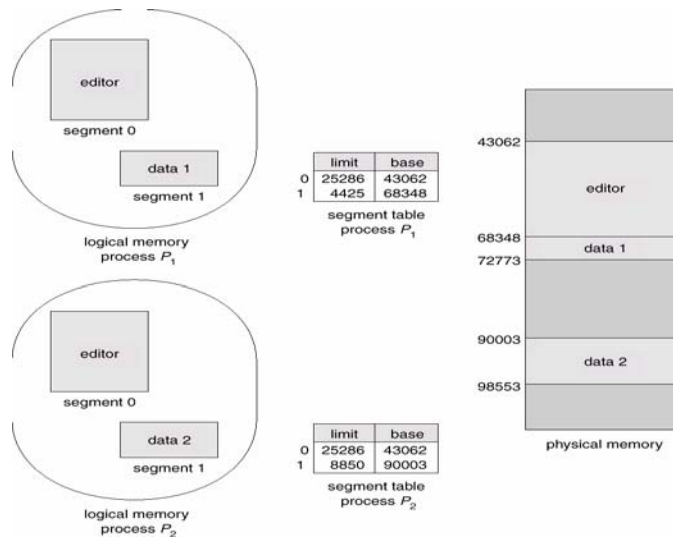 editor
segment 0
data 1
segment 1
logical memory
process P1
limit base
0 25286 43062
1 4425 68348
segment table
process P1
editor
segment 0
data 2
segment 1
logical memory
process P2
limit base
0 25286 43062
1 8850 90003
segment table
process P2
43062
editor
68348
data 1
72773
90003
data 2
98553
physical memory